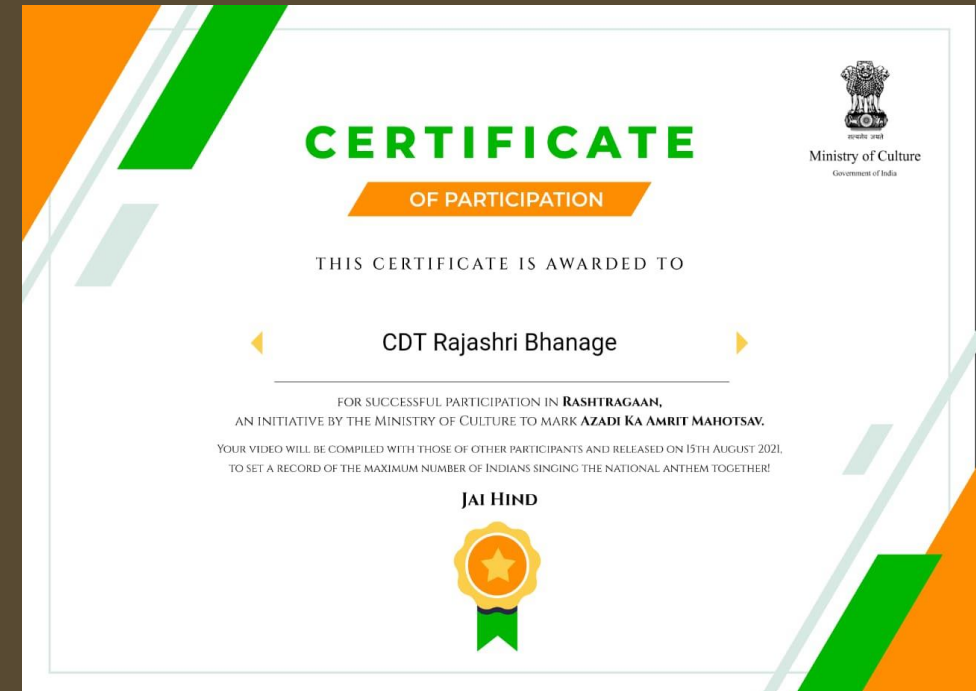 CERTIFICATE
OF PARTICIPATION
सत्यमेव जयते
Ministry of Culture
Government of India
THIS CERTIFICATE IS AWARDED TO
CDT Rajashri Bhanage
FOR SUCCESSFUL PARTICIPATION IN RASHTRAGAAN,
AN INITIATIVE BY THE MINISTRY OF CULTURE TO MARK AZADI KA AMRIT MAHOTSAV.
YOUR VIDEO WILL BE COMPILED WITH THOSE OF OTHER PARTICIPANTS AND RELEASED ON 15TH AUGUST 2021,
TO SET A RECORD OF THE MAXIMUM NUMBER OF INDIANS SINGING THE NATIONAL ANTHEM TOGETHER!
JAI HIND